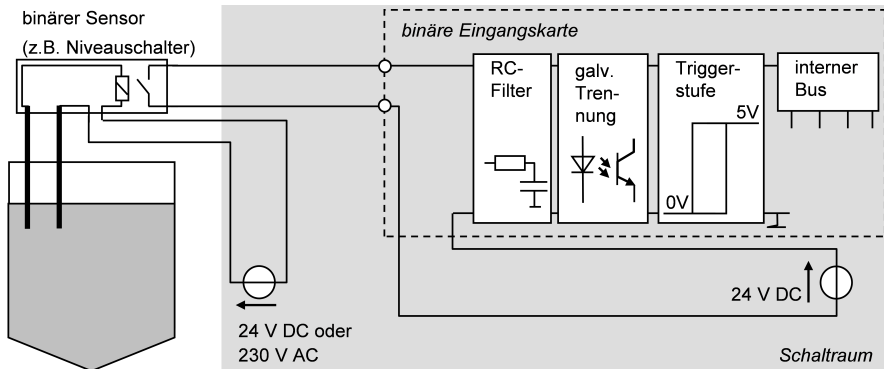 binärer Sensor
(z.B. Niveauschalter)
binäre Eingangskarte
RC-
Filter
galv.
Tren-
nung
Trigger-
stufe
5V
0V
interner
Bus
24 V DC
24 V DC oder
230 V AC
Schaltraum